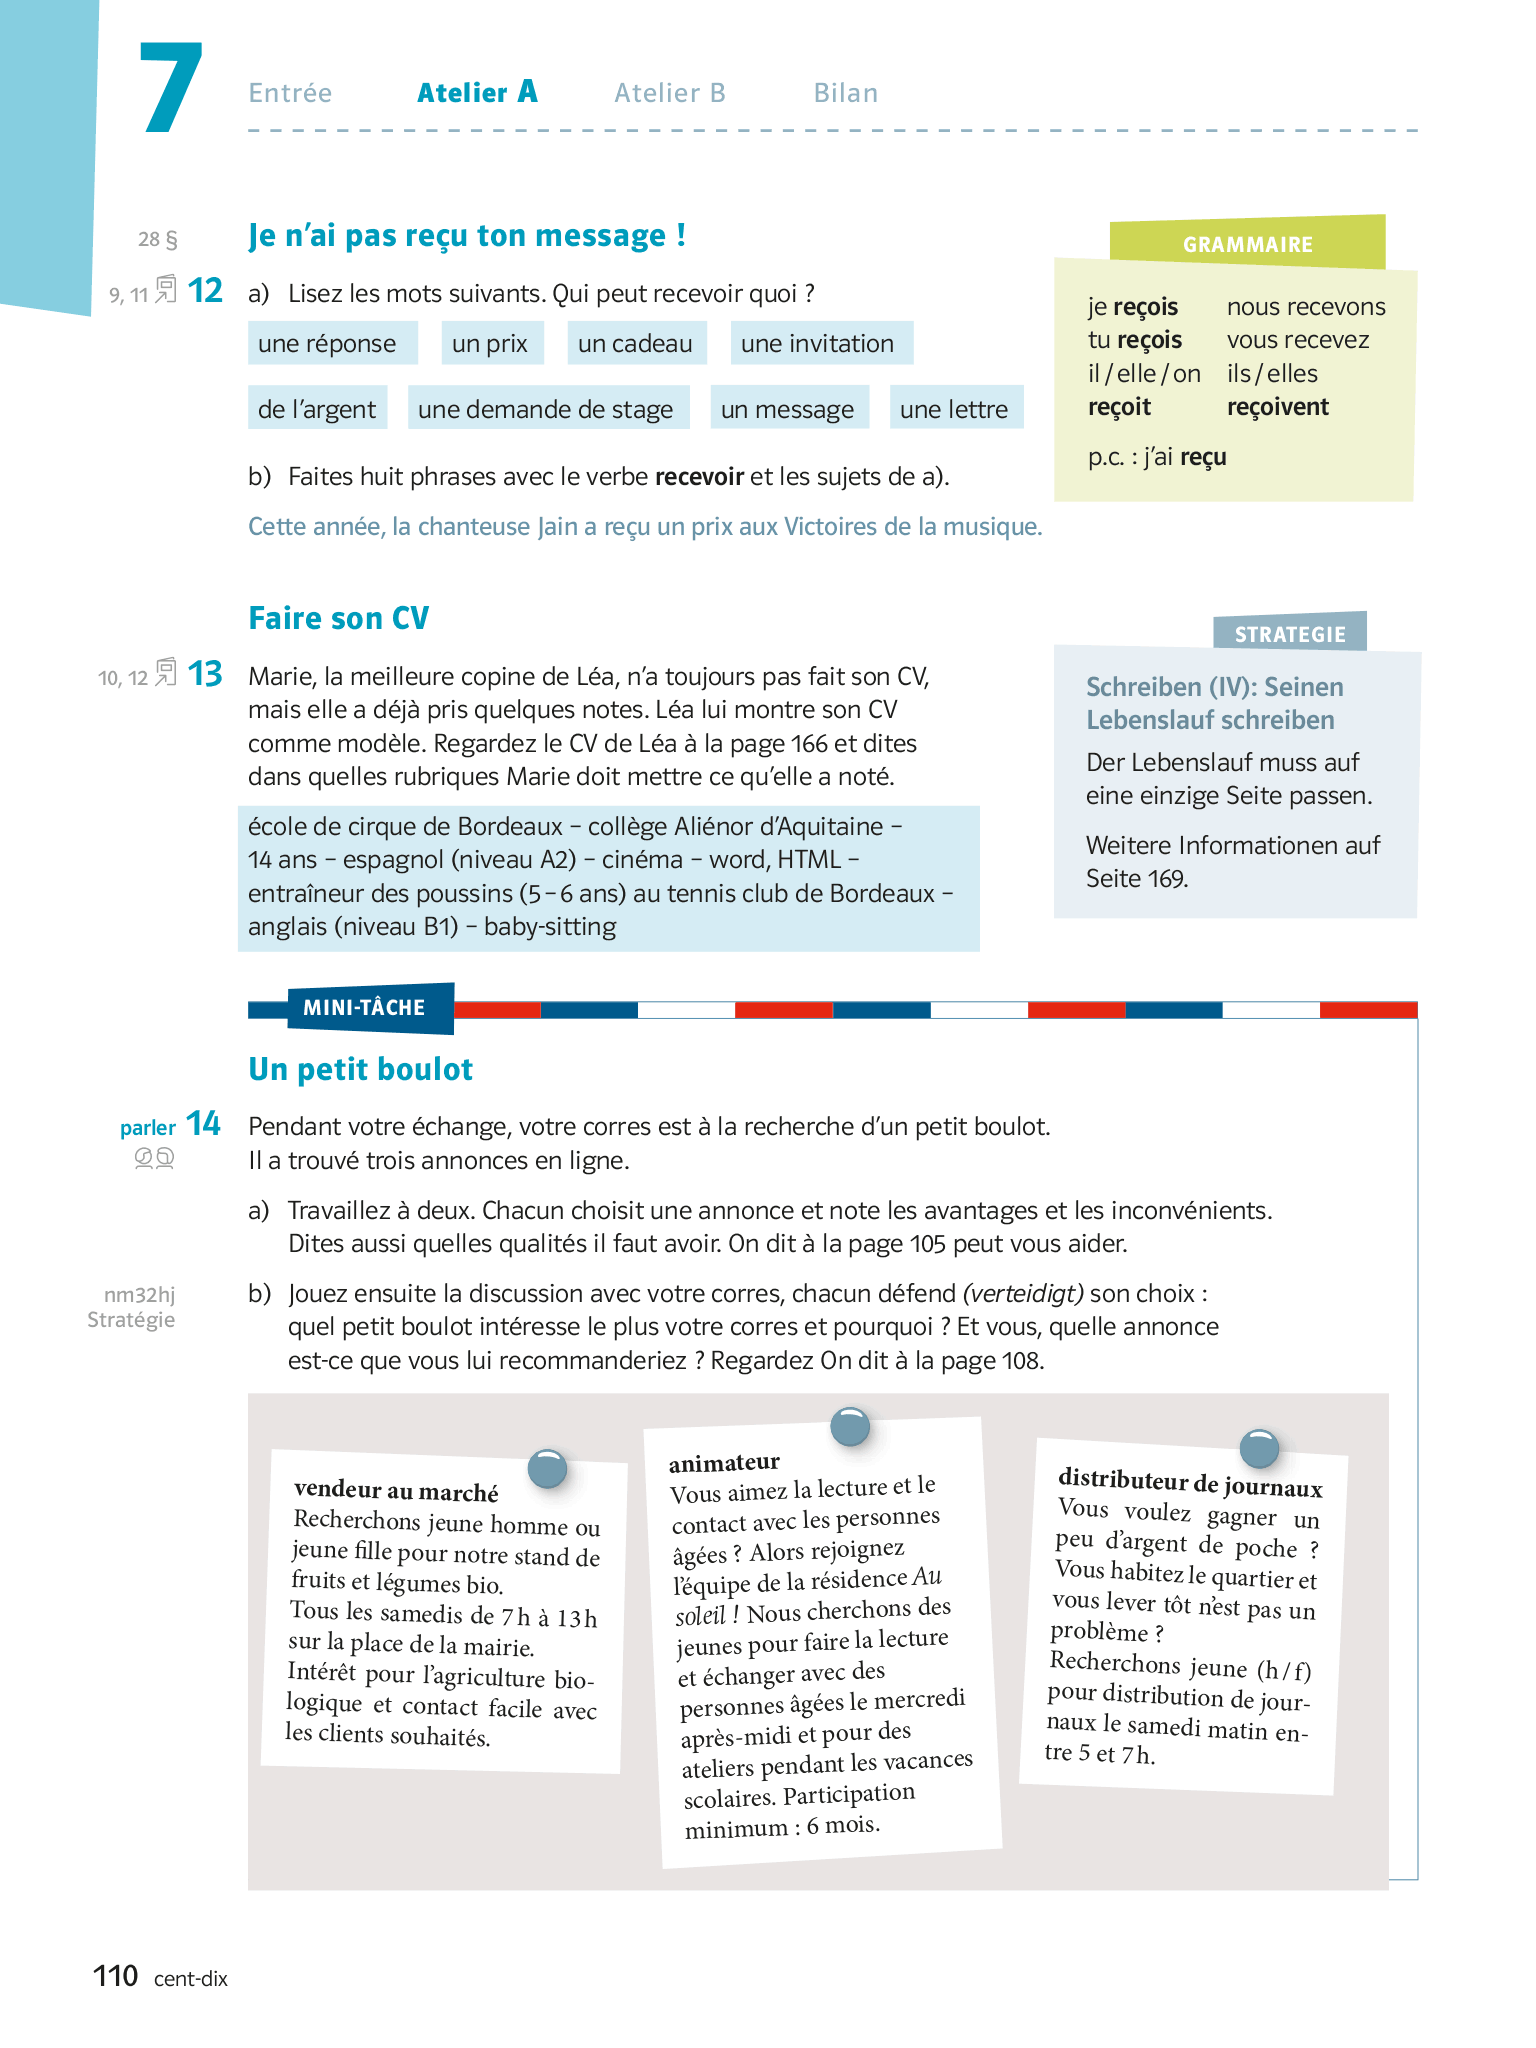 7
Entrée Atelier A Atelier B Bilan
28 §
Je n’ai pas reçu ton message !
9, 11 12 a) Lisez les mots suivants. Qui peut recevoir quoi ?
une réponse un prix un cadeau une invitation
de l’argent une demande de stage un message une lettre
b) Faites huit phrases avec le verbe recevoir et les sujets de a).
Cette année, la chanteuse Jain a reçu un prix aux Victoires de la musique.
GRAMMAIRE
je reçois nous recevons
tu reçois vous recevez
il / elle / on ils / elles
reçoit reçoivent
p.c. : j’ai reçu
Faire son CV
10, 12 13 Marie, la meilleure copine de Léa, n’a toujours pas fait son CV,
mais elle a déjà pris quelques notes. Léa lui montre son CV
comme modèle. Regardez le CV de Léa à la page 166 et dites
dans quelles rubriques Marie doit mettre ce qu’elle a noté.
école de cirque de Bordeaux – collège Aliénor d’Aquitaine –
14 ans – espagnol (niveau A2) – cinéma – word, HTML –
entraîneur des poussins (5 – 6 ans) au tennis club de Bordeaux –
anglais (niveau B1) – baby-sitting
STRATEGIE
Schreiben (IV): Seinen
Lebenslauf schreiben
Der Lebenslauf muss auf
eine einzige Seite passen.
Weitere Informationen auf
Seite 169.
MINI-TÂCHE
Un petit boulot
parler 14 Pendant votre échange, votre corres est à la recherche d’un petit boulot.
Il a trouvé trois annonces en ligne.
a) Travaillez à deux. Chacun choisit une annonce et note les avantages et les inconvénients.
Dites aussi quelles qualités il faut avoir. On dit à la page 105 peut vous aider.
nm32hj
Stratégie
b) Jouez ensuite la discussion avec votre corres, chacun défend (verteidigt) son choix :
quel petit boulot intéresse le plus votre corres et pourquoi ? Et vous, quelle annonce
est-ce que vous lui recommanderiez ? Regardez On dit à la page 108.
vendeur au marché
Recherchons jeune homme ou
jeune fille pour notre stand de
fruits et légumes bio.
Tous les samedis de 7 h à 13 h
sur la place de la mairie.
Intérêt pour l’agriculture bio-
logique et contact facile avec
les clients souhaités.
animateur
Vous aimez la lecture et le
contact avec les personnes
âgées ? Alors rejoignez
l’équipe de la résidence Au
soleil ! Nous cherchons des
jeunes pour faire la lecture
et échanger avec des
personnes âgées le mercredi
après-midi et pour des
ateliers pendant les vacances
scolaires. Participation
minimum : 6 mois.
distributeur de journaux
Vous voulez gagner un
peu d’argent de poche ?
Vous habitez le quartier et
vous lever tôt n’est pas un
problème ?
Recherchons jeune (h / f)
pour distribution de jour-
naux le samedi matin en-
tre 5 et 7 h.
110 cent-dix